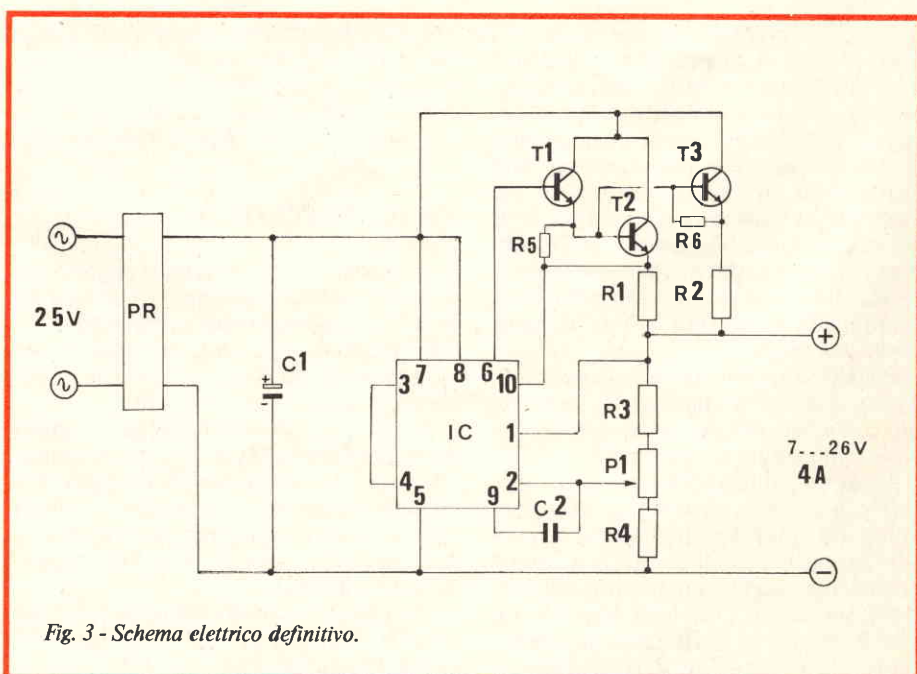 T1
T3
T2
R5
R6
R1
R2
25V
PR
C1
+
-
+
7
8
6
3
10
IC
1
R3
7...26V
4A
4
5
9
2
P1
C2
R4
-
Fig. 3 - Schema elettrico definitivo.